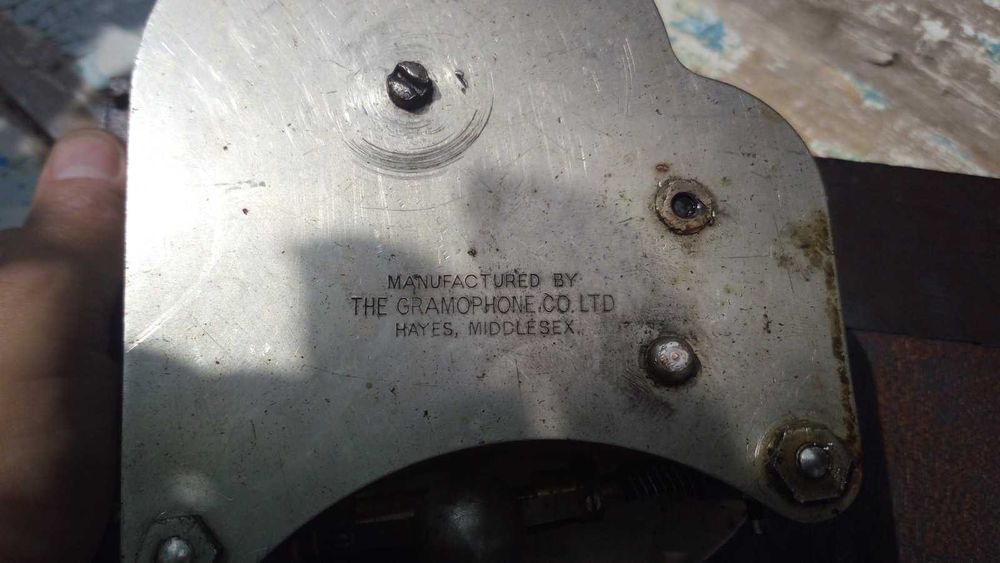 MANUFACTURED BY
THE GRAMOPHONE.CO.LTD
HAYES, MIDDLESEX.